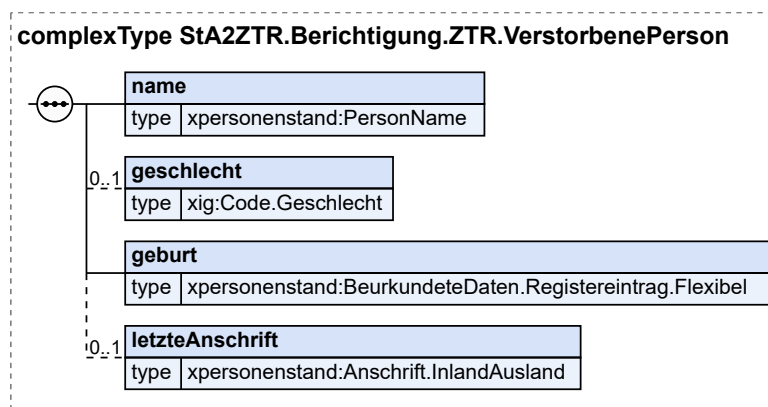 complexType StA2ZTR.Berichtigung.ZTR.VerstorbenePerson
name
type xpersonenstand:PersonName
0..1 geschlecht
type xig:Code.Geschlecht
geburt
type xpersonenstand:BeurkundeteDaten.Registereintrag.Flexibel
0..1 letzteAnschrift
type xpersonenstand:Anschrift.InlandAusland